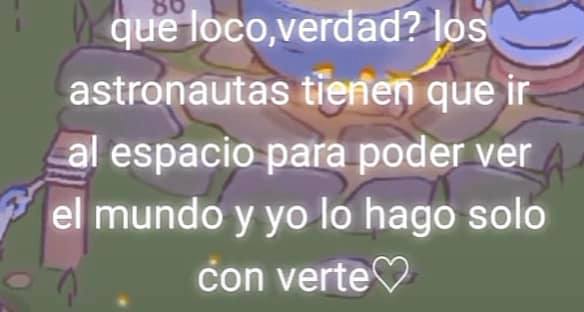 86
que loco,verdad? los
astronautas tienen que ir
al espacio para poder ver
el mundo y yo lo hago solo
con verte♡